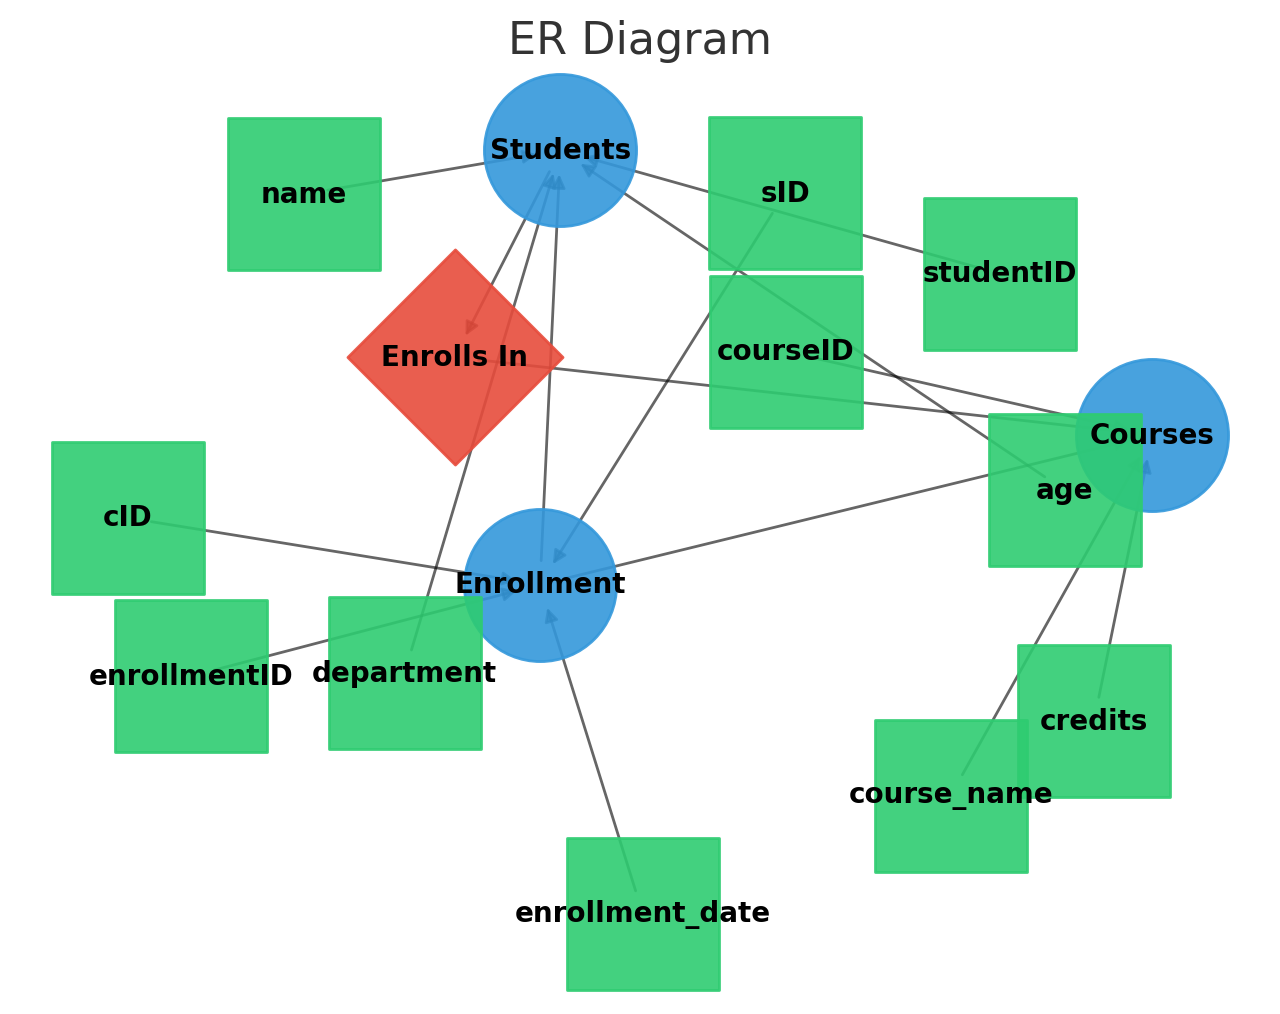 ER Diagram
Students
name
sID
studentID
Enrolls In
courseID
Courses
age
cID
Enrollment
enrollmentID
department
credits
course_name
enrollment_date